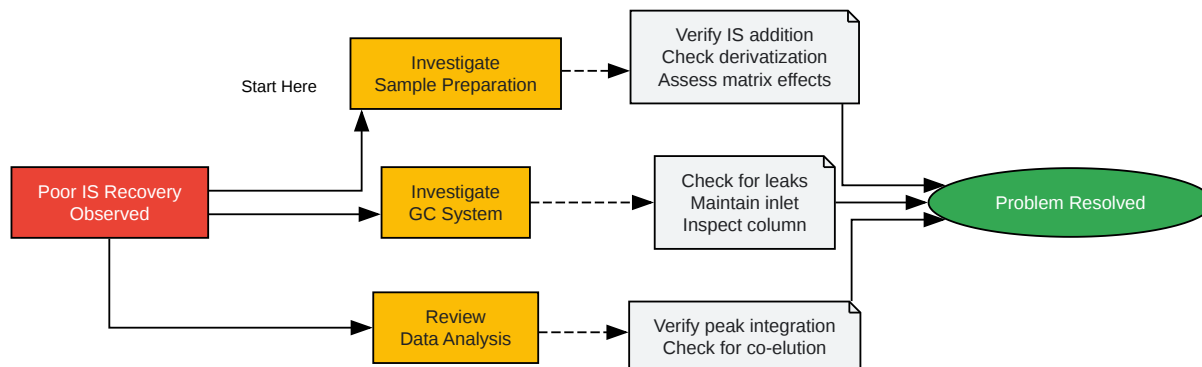 Start Here
Poor IS Recovery
Observed
Investigate
Sample Preparation
Verify IS addition
Check derivatization
Assess matrix effects
Investigate
GC System
Check for leaks
Maintain inlet
Inspect column
Review
Data Analysis
Verify peak integration
Check for co-elution
Problem Resolved